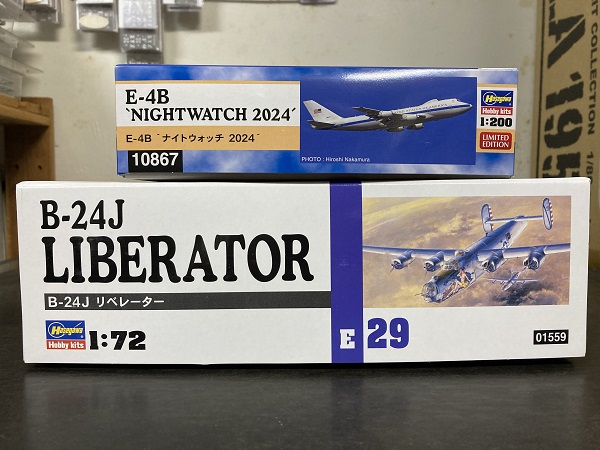 E-4B
`NIGHTWATCH 2024´
E-4B `ナイトウォッチ 2024´
10867
PHOTO : Hiroshi Nakamura
Hasegawa
Hobby kits
1:200
LIMITED
EDITION
B-24J
LIBERATOR
B-24J リベレーター
Hasegawa
Hobby kits
1:72
E 29
01559
COLLECTION